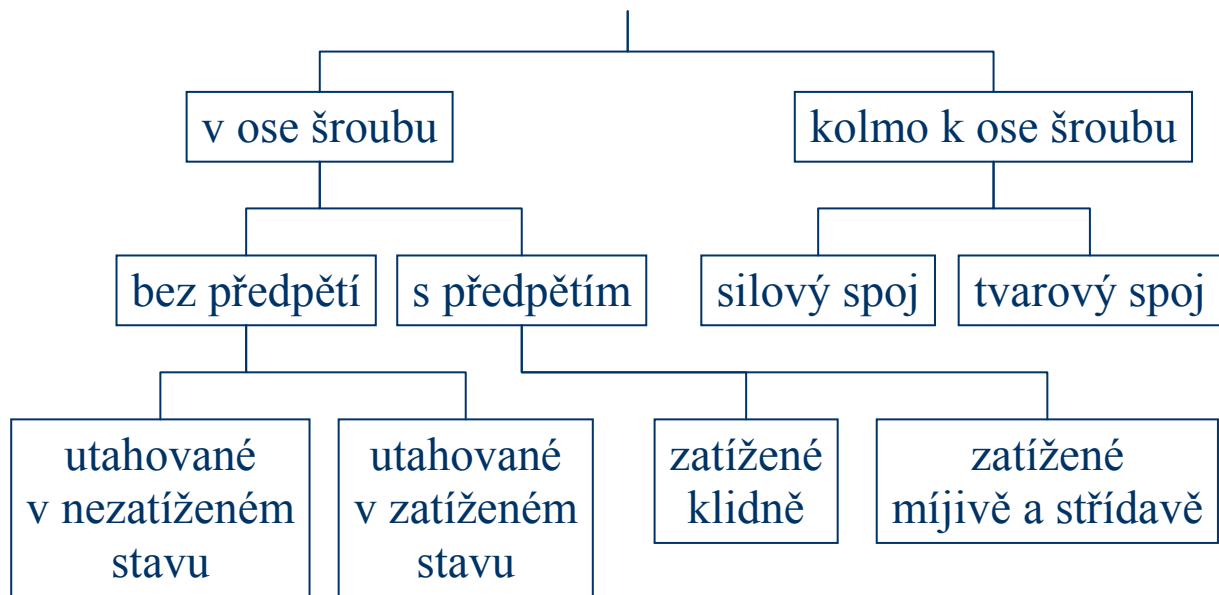 v ose šroubu
kolmo k ose šroubu
bez předpětí
s předpětím
silový spoj
tvarový spoj
utahované
v nezatíženém
stavu
utahované
v zatíženém
stavu
zatížené
klidně
zatížené
míjivě a střídavě